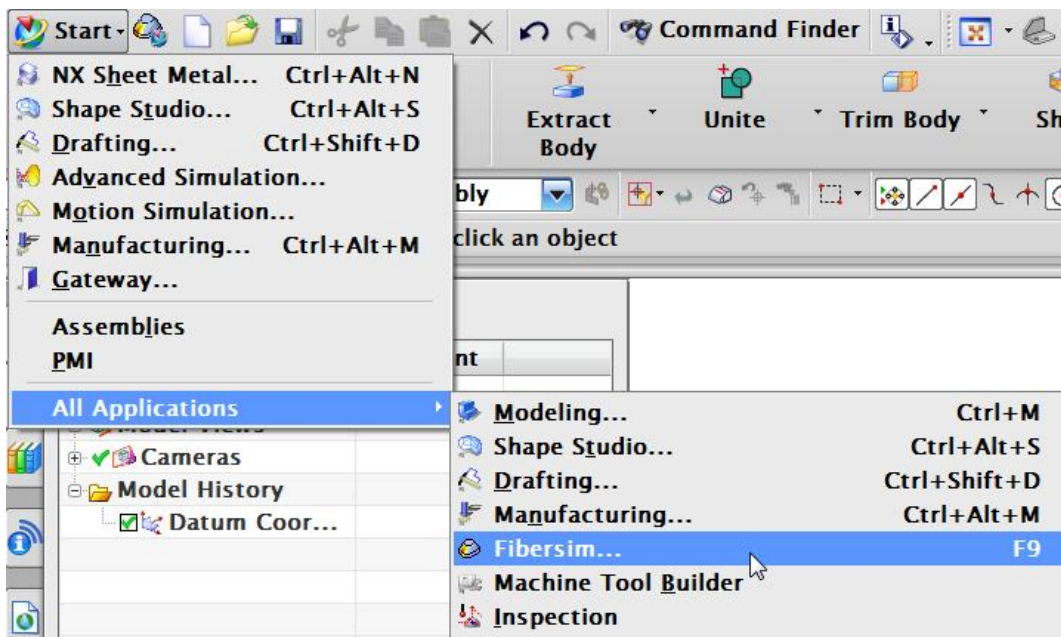 Start
Command Finder
NX Sheet Metal... Ctrl+Alt+N
Shape Studio... Ctrl+Alt+S
Drafting... Ctrl+Shift+D
Advanced Simulation...
Motion Simulation...
Manufacturing... Ctrl+Alt+M
Gateway...
Assemblies
PMI
All Applications
Extract Body
Unite
Trim Body
Sh
bly
click an object
nt
Cameras
Model History
Datum Coor...
Modeling... Ctrl+M
Shape Studio... Ctrl+Alt+S
Drafting... Ctrl+Shift+D
Manufacturing... Ctrl+Alt+M
Fibersim... F9
Machine Tool Builder
Inspection